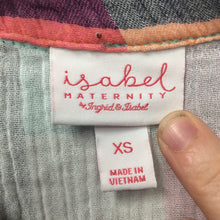 isabel
MATERNITY
by Ingrid & Isabel
XS
MADE IN
VIETNAM